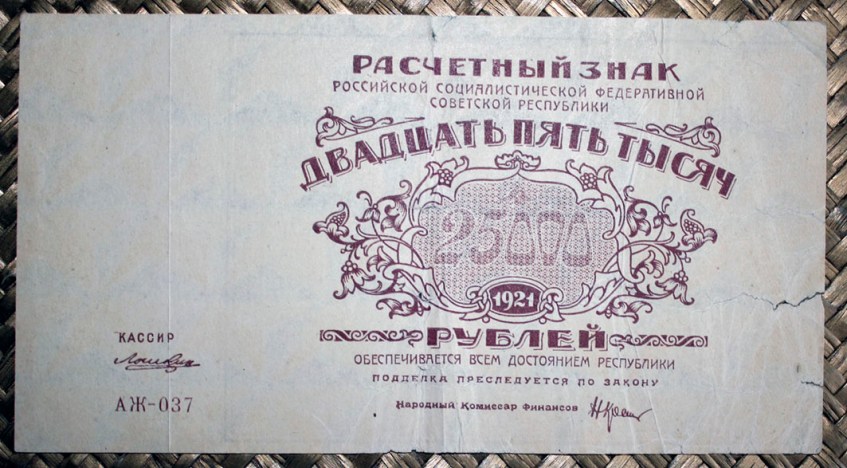 РАСЧЕТНЫЙ ЗНАК
РОССИЙСКОЙ СОЦИАЛИСТИЧЕСКОЙ ФЕДЕРАТИВНОЙ
СОВЕТСКОЙ РЕСПУБЛИКИ
ДВАДЦАТЬ ПЯТЬ ТЫСЯЧ
25000
1921
РУБЛЕЙ
ОБЕСПЕЧИВАЕТСЯ ВСЕМ ДОСТОЯНИЕМ РЕСПУБЛИКИ
ПОДДЕЛКА ПРЕСЛЕДУЕТСЯ ПО ЗАКОНУ
Народный Комиссар Финансов
КАССИР
АЖ-037